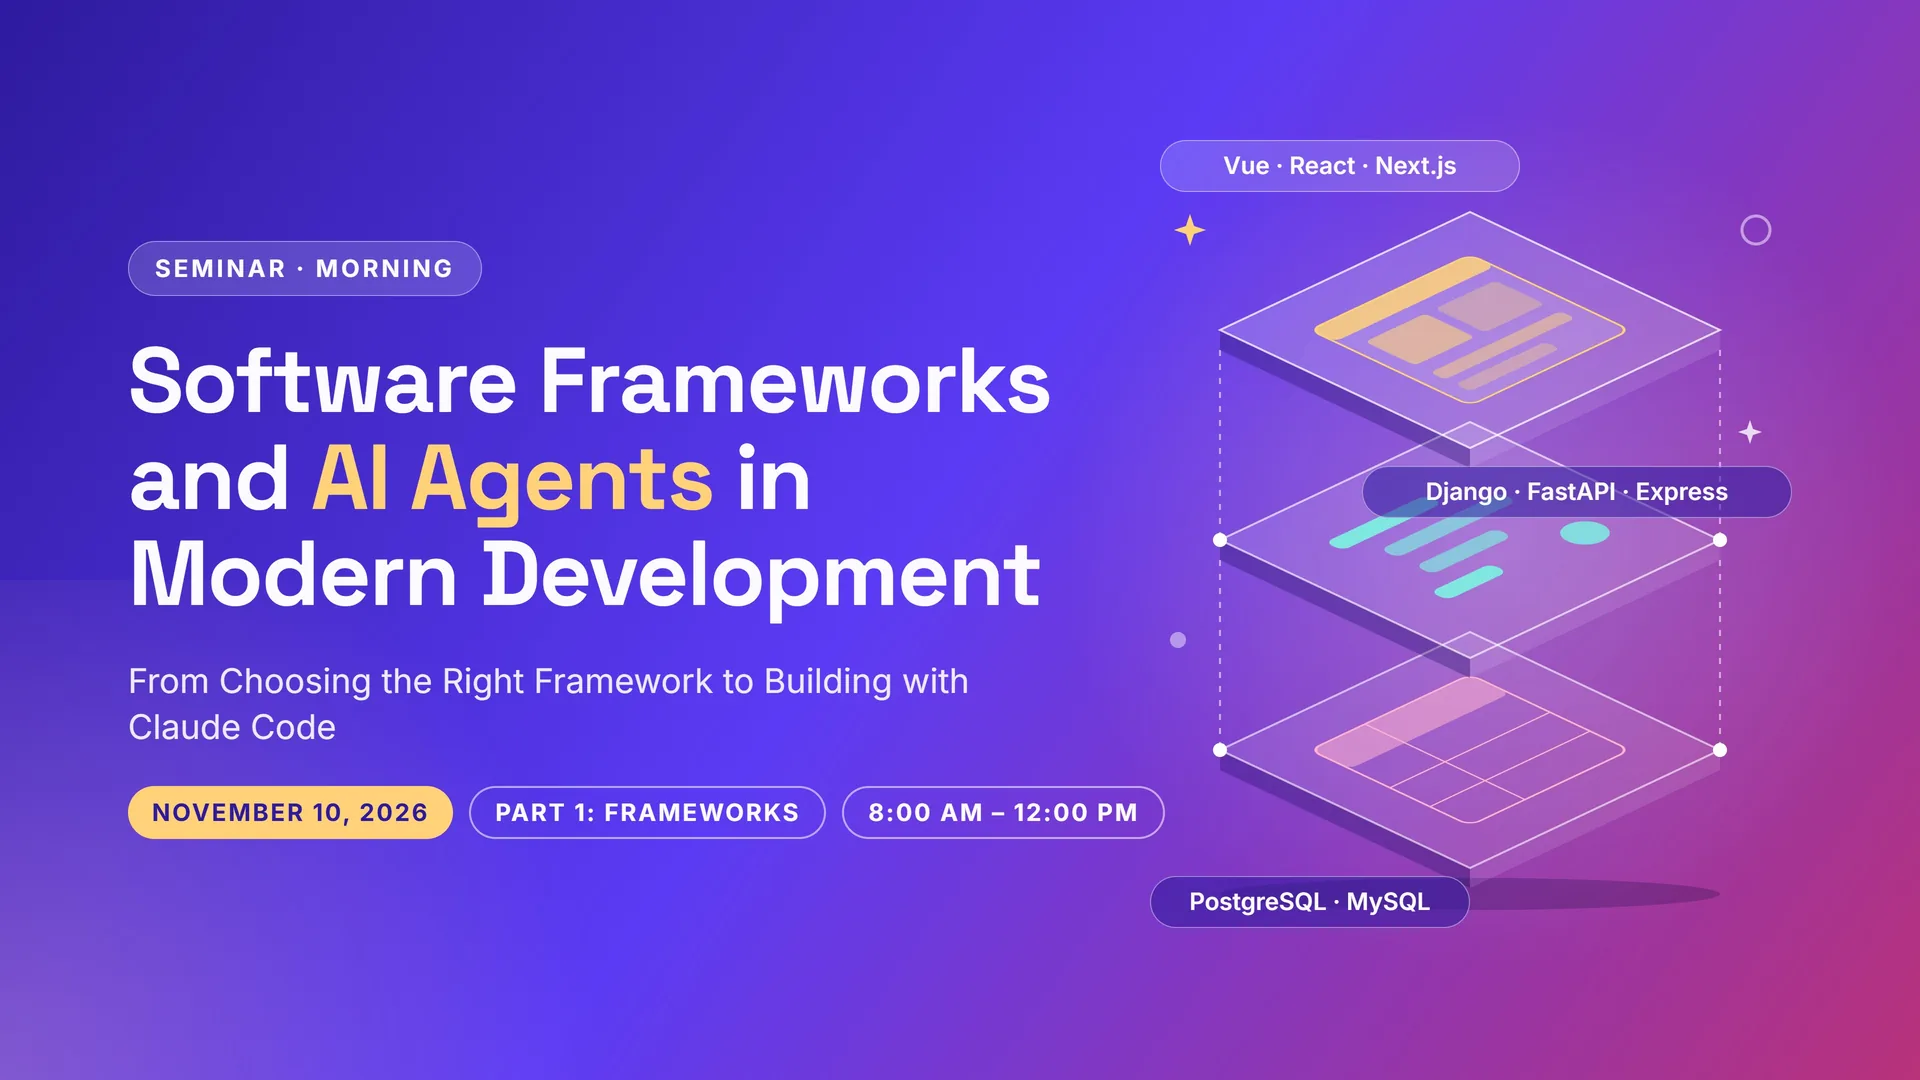 SEMINAR · MORNING
Software Frameworks
and AI Agents in
Modern Development
From Choosing the Right Framework to Building with
Claude Code
NOVEMBER 10, 2026
PART 1: FRAMEWORKS
8:00 AM – 12:00 PM
Vue · React · Next.js
Django · FastAPI · Express
PostgreSQL · MySQL